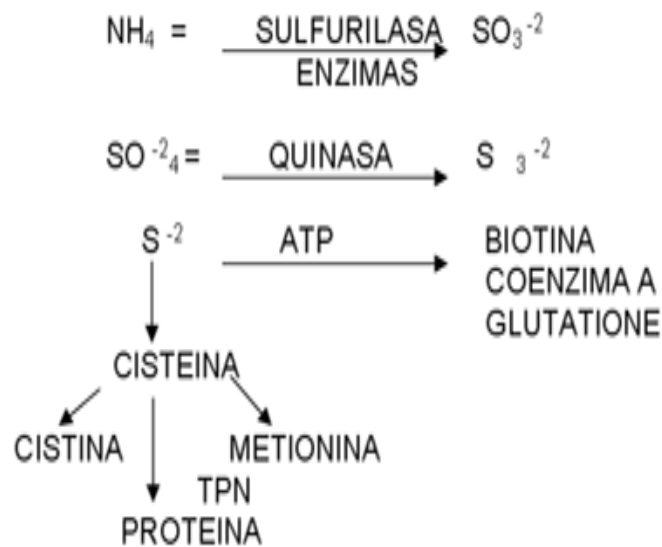 NH₄ = SULFURILASA SO₃⁻²
ENZIMAS
SO⁻²₄= QUINASA S ₃⁻²
S⁻² ATP BIOTINA
COENZIMA A
GLUTATIONE
CISTEINA
CISTINA METIONINA
TPN
PROTEINA